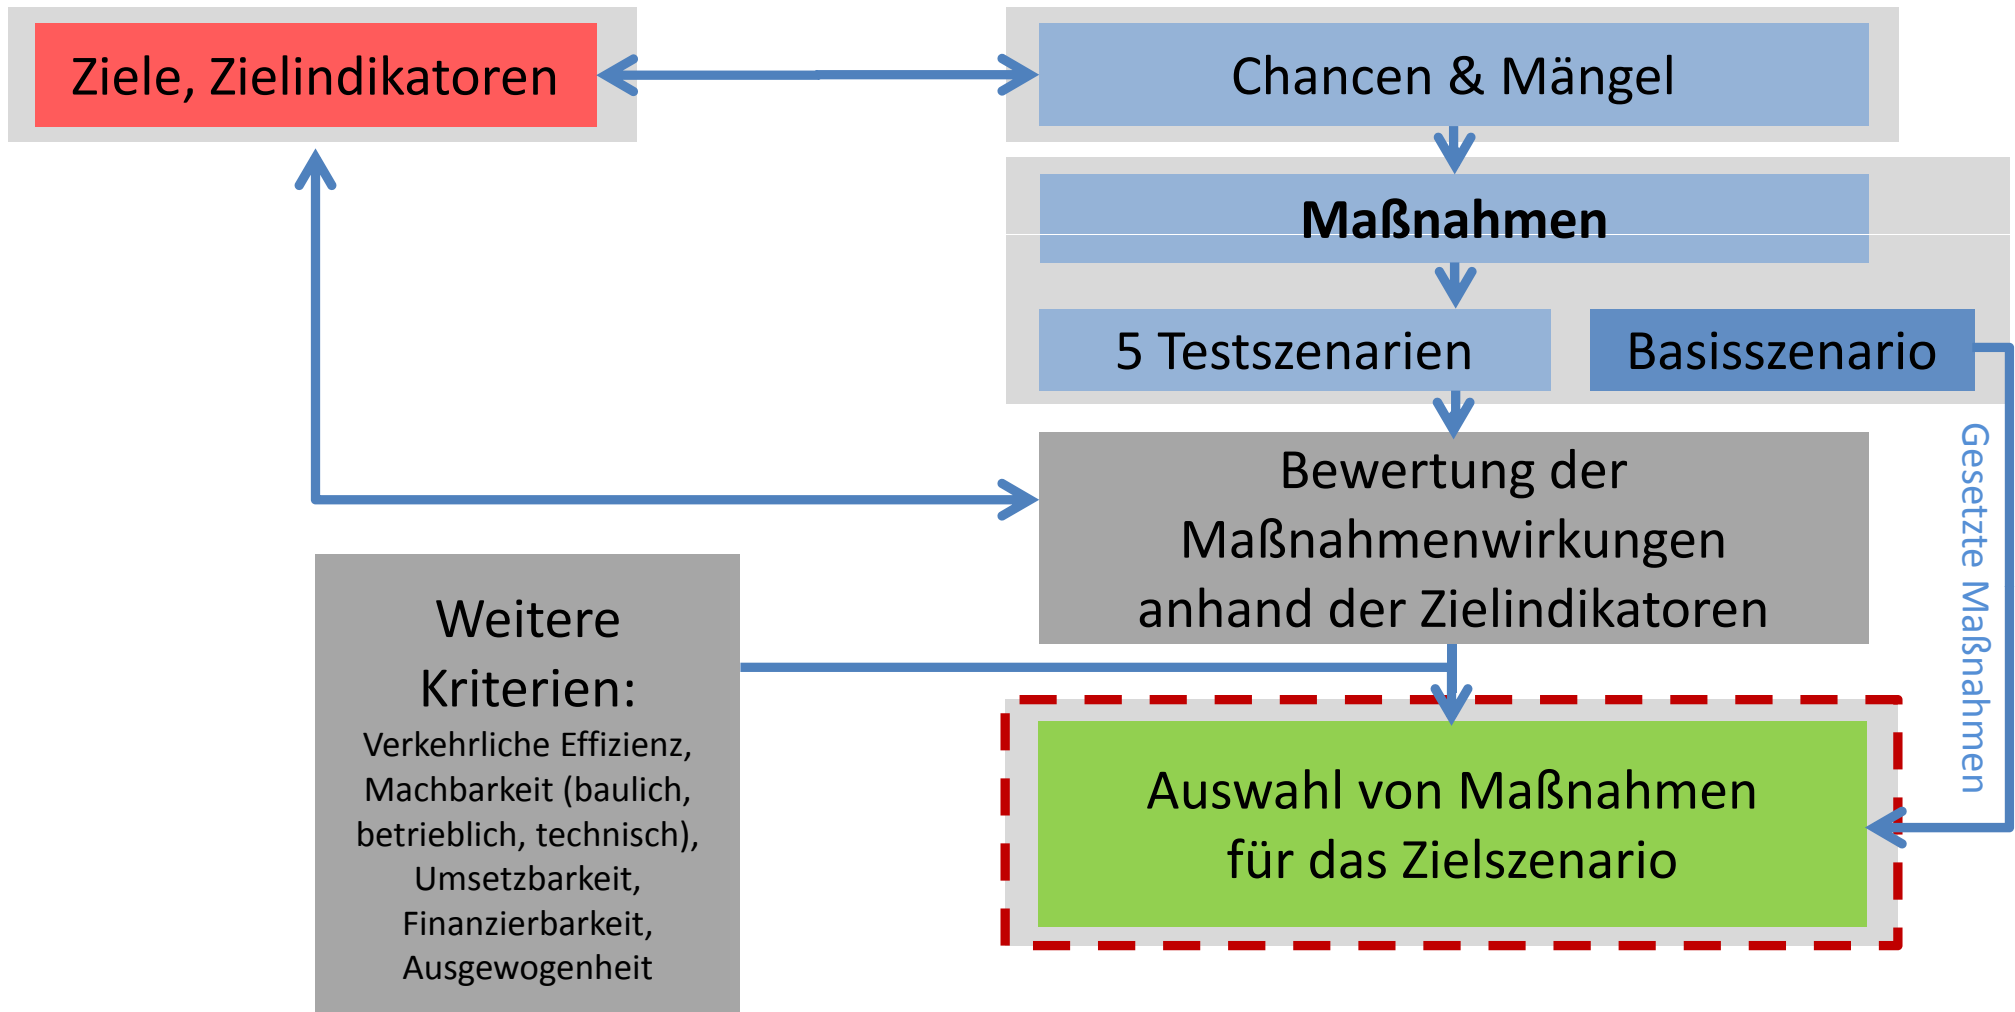 Ziele, Zielindikatoren
Chancen & Mängel
Maßnahmen
5 Testszenarien
Basisszenario
Gesetzte Maßnahmen
Bewertung der
Maßnahmenwirkungen
anhand der Zielindikatoren
Weitere
Kriterien:
Verkehrliche Effizienz,
Machbarkeit (baulich,
betrieblich, technisch),
Umsetzbarkeit,
Finanzierbarkeit,
Ausgewogenheit
Auswahl von Maßnahmen
für das Zielszenario